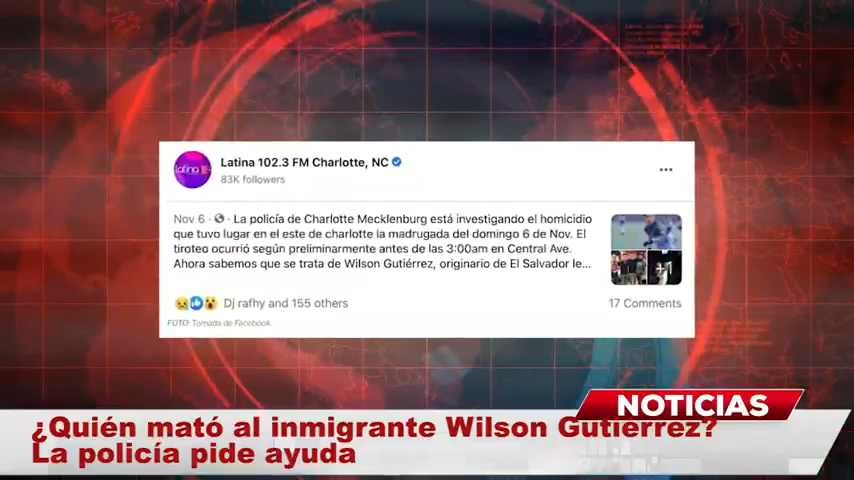 Latina 102.3 FM Charlotte, NC
83K followers
Nov 6 · La policía de Charlotte Mecklenburg está investigando el homicidio
que tuvo lugar en el este de charlotte la madrugada del domingo 6 de Nov. El
tiroteo ocurrió según preliminarmente antes de las 3:00am en Central Ave.
Ahora sabemos que se trata de Wilson Gutiérrez, originario de El Salvador le...
Dj rafhy and 155 others
17 Comments
FOTO: Tomada de Facebook.
NOTICIAS
¿Quién mató al inmigrante Wilson Gutiérrez?
La policía pide ayuda